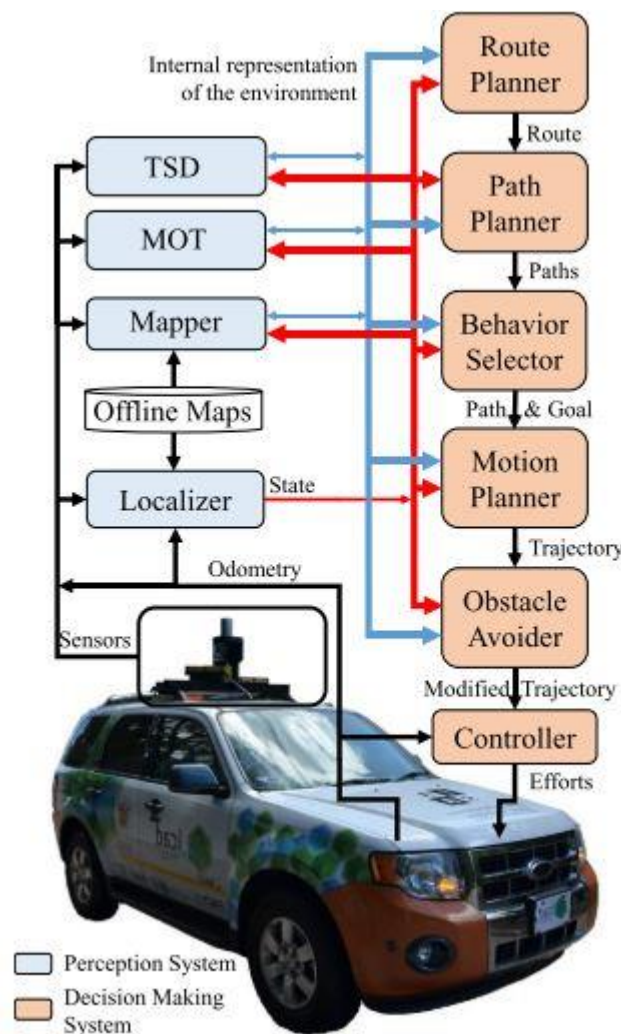 Route
Planner
Internal representation
of the environment
Route
TSD
Path
Planner
MOT
Paths
Mapper
Behavior
Selector
Offline Maps
Path & Goal
Motion
Planner
State
Localizer
Trajectory
Odometry
Obstacle
Avoider
Sensors
Modified Trajectory
Controller
Efforts
Perception System
Decision Making
System